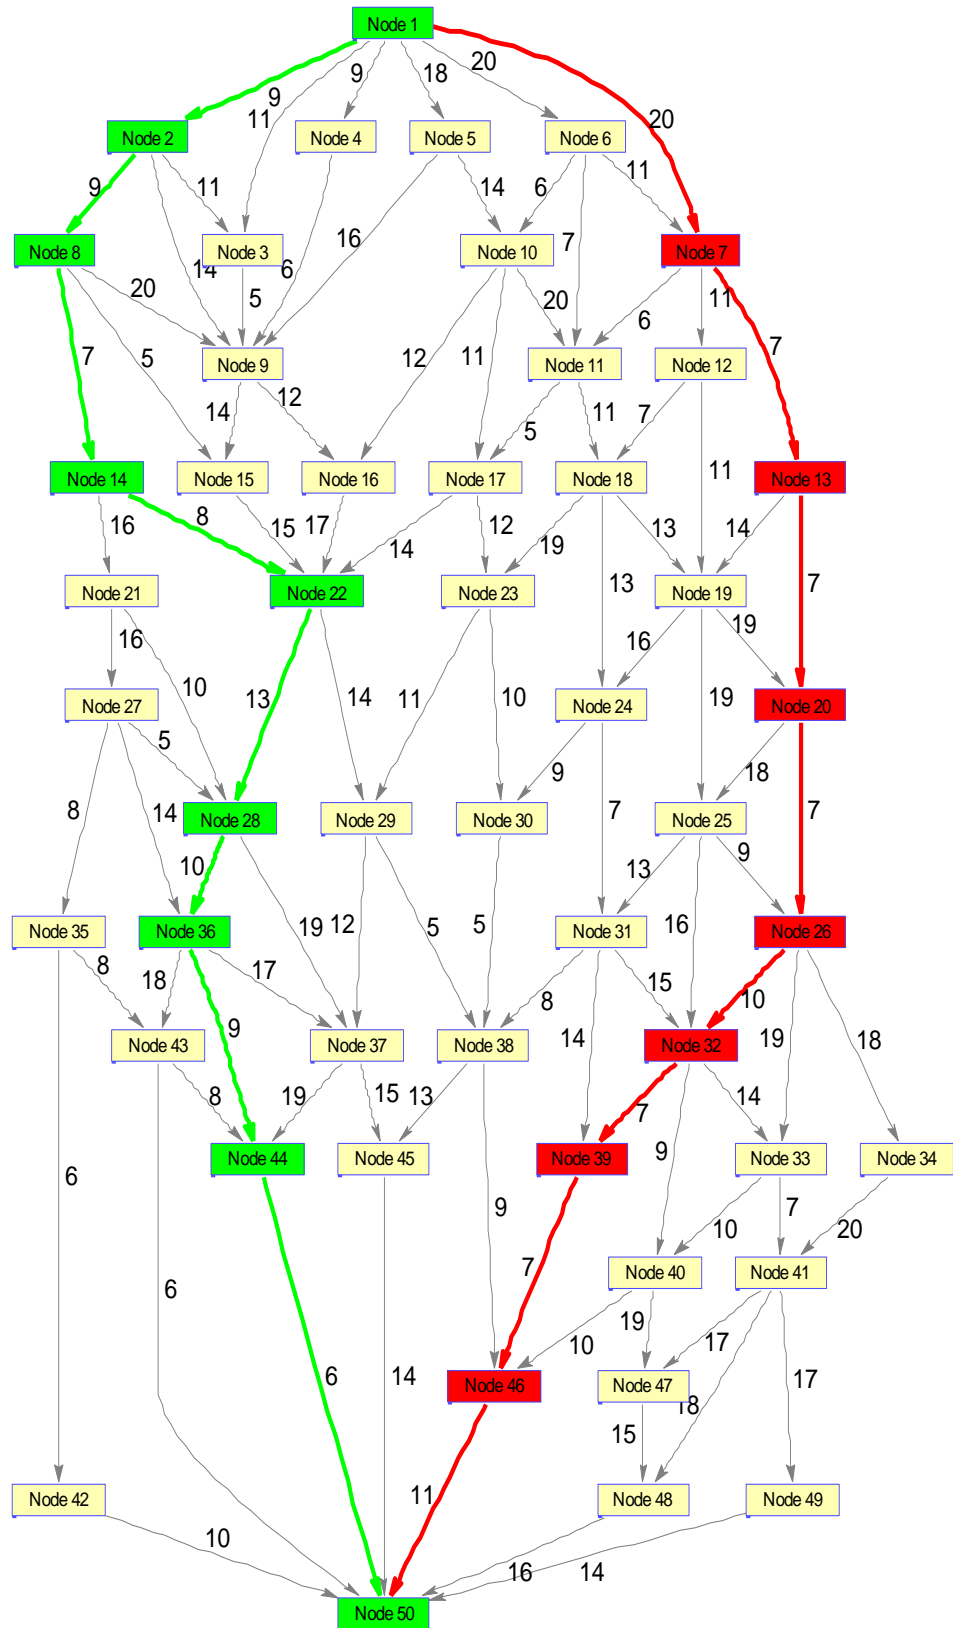 Node 1
9
11
9
18
20
20
Node 2
Node 4
Node 5
Node 6
9
11
14
6
11
16
7
Node 8
Node 3
Node 10
Node 7
14
6
20
5
20
6
11
7
7
5
Node 9
12
11
Node 11
Node 12
14
12
5
11
7
11
Node 14
Node 15
Node 16
Node 17
Node 18
Node 13
16
8
15
17
14
12
19
13
14
13
7
Node 21
Node 22
Node 23
Node 19
16
10
13
14
11
10
16
19
19
Node 27
Node 24
Node 20
5
8
14
9
7
18
7
Node 28
Node 29
Node 30
Node 25
10
19
12
5
5
13
16
9
Node 35
Node 36
Node 31
Node 26
8
18
17
9
8
15
14
10
19
18
Node 43
Node 37
Node 38
Node 32
8
19
15
13
7
14
9
6
Node 44
Node 45
Node 39
Node 33
Node 34
9
10
7
20
7
Node 40
Node 41
6
19
10
17
6
14
Node 46
Node 47
18
17
15
11
Node 42
Node 48
Node 49
10
16
14
Node 50